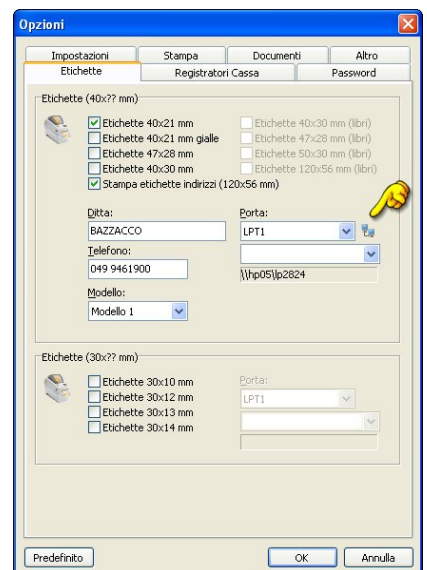 Opzioni
Impostazioni Stampa Documenti Altro
Etichette Registratori Cassa Password
Etichette (40x?? mm)
Etichette 40x21 mm Etichette 40x30 mm (libri)
Etichette 40x21 mm gialle Etichette 47x28 mm (libri)
Etichette 47x28 mm Etichette 50x30 mm (libri)
Etichette 40x30 mm Etichette 120x56 mm (libri)
Stampa etichette indirizzi (120x56 mm)
Ditta: Porta:
BAZZACCO LPT1
Telefono:
049 9461900 \\hp05\lp2824
Modello:
Modello 1
Etichette (30x?? mm)
Etichette 30x10 mm Porta:
Etichette 30x12 mm LPT1
Etichette 30x13 mm
Etichette 30x14 mm
Predefinito OK Annulla